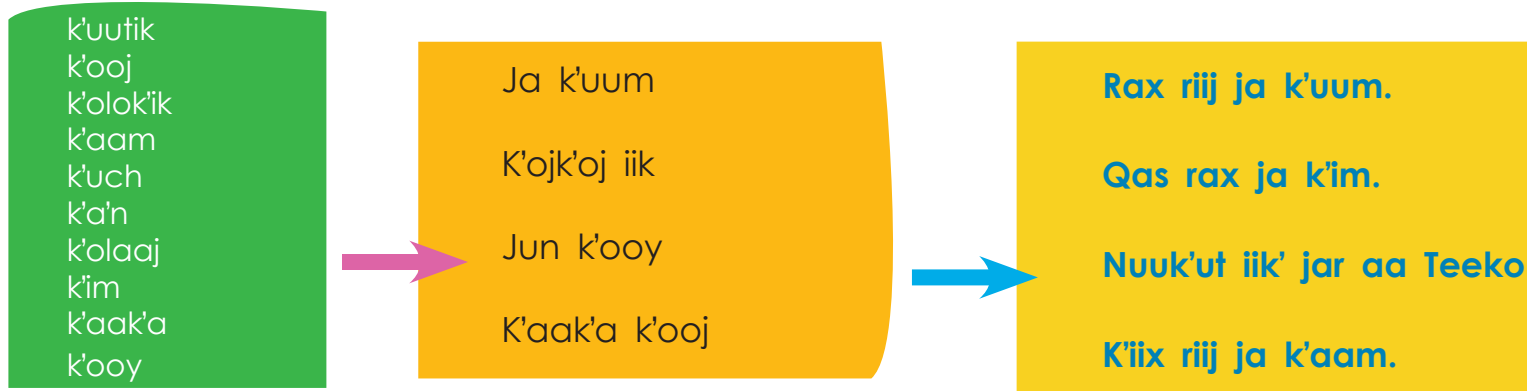 k'uutik
k'ooj
k'olok'ik
k'aam
k'uch
k'a'n
k'olaaj
k'im
k'aak'a
k'ooy
Ja k'uum
K'ojk'oj iik
Jun k'ooy
K'aak'a k'ooj
Rax riij ja k'uum.
Qas rax ja k'im.
Nuuk'ut iik' jar aa Teeko
K'iix riij ja k'aam.